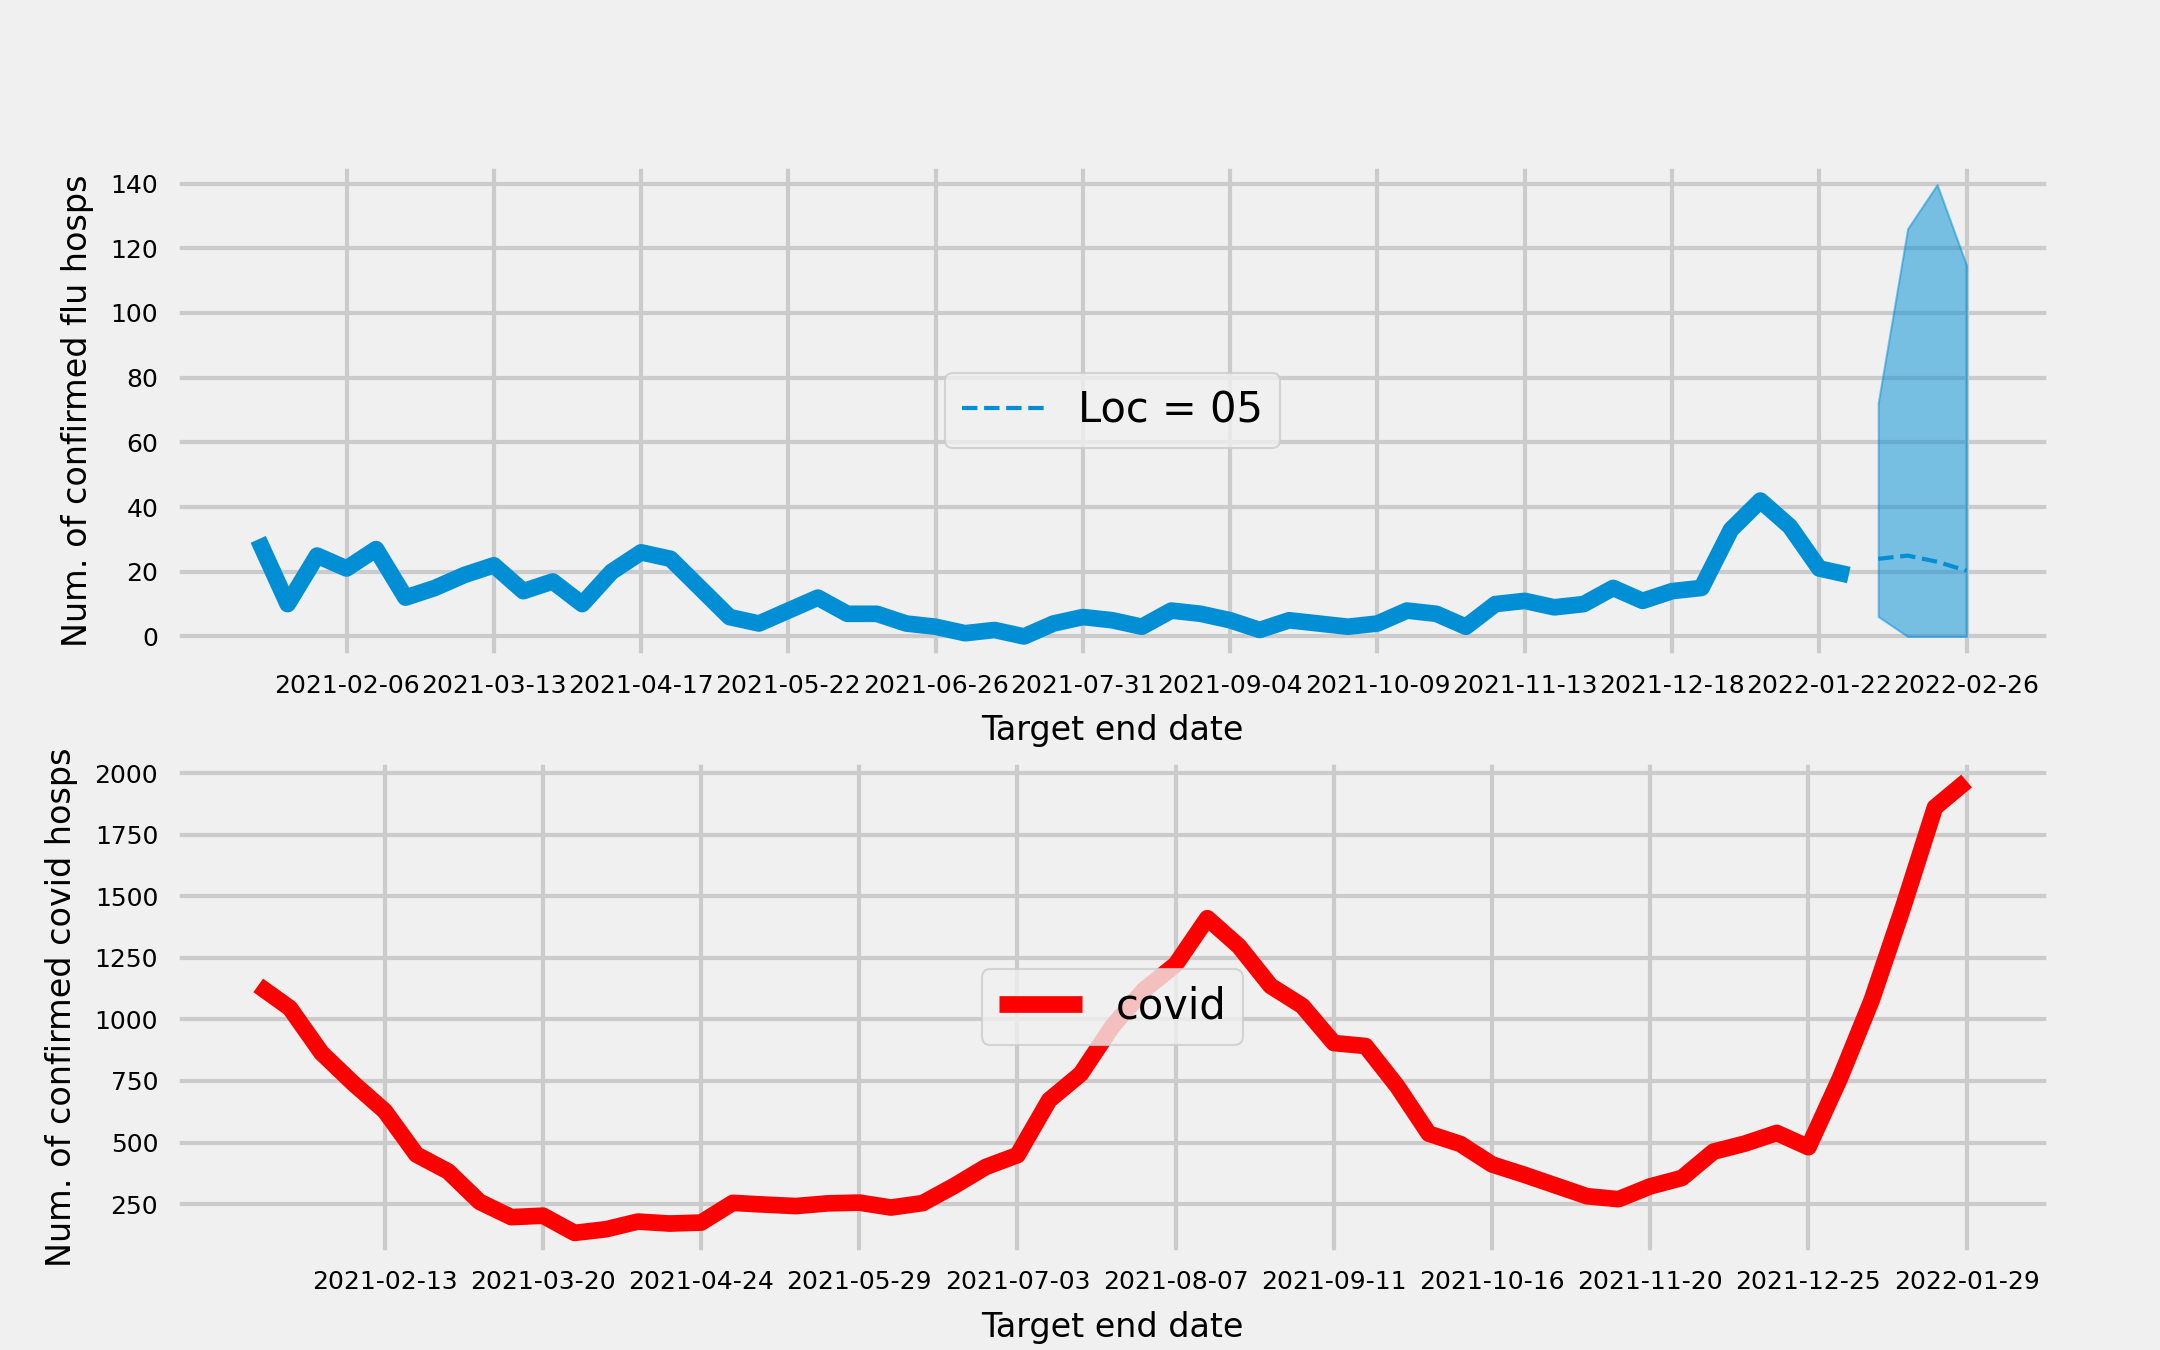 Num. of confirmed flu hosps
140
120
100
80
60
40
20
0
Loc = 05
2021-02-06 2021-03-13 2021-04-17 2021-05-22 2021-06-26 2021-07-31 2021-09-04 2021-10-09 2021-11-13 2021-12-18 2022-01-22 2022-02-26
Target end date
Num. of confirmed covid hosps
2000
1750
1500
1250
1000
750
500
250
covid
2021-02-13 2021-03-20 2021-04-24 2021-05-29 2021-07-03 2021-08-07 2021-09-11 2021-10-16 2021-11-20 2021-12-25 2022-01-29
Target end date